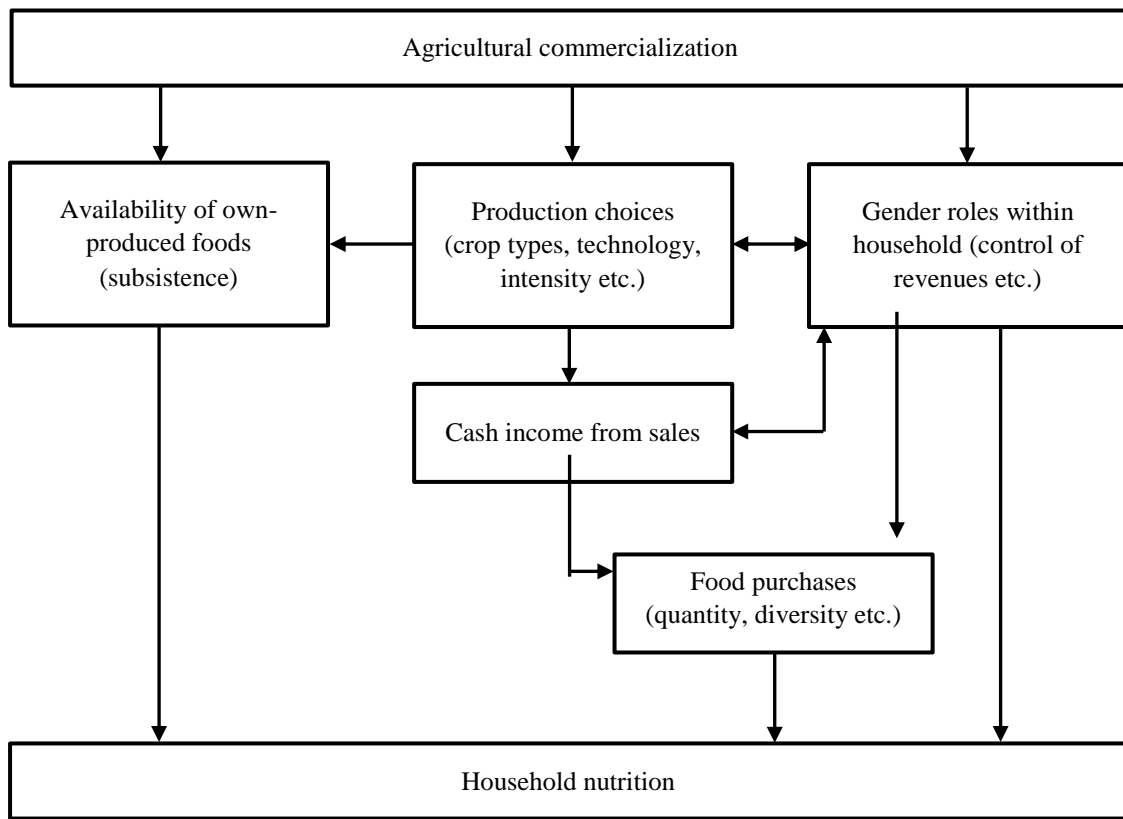 Agricultural commercialization
Availability of own-
produced foods
(subsistence)
Production choices
(crop types, technology,
intensity etc.)
Gender roles within
household (control of
revenues etc.)
Cash income from sales
Food purchases
(quantity, diversity etc.)
Household nutrition